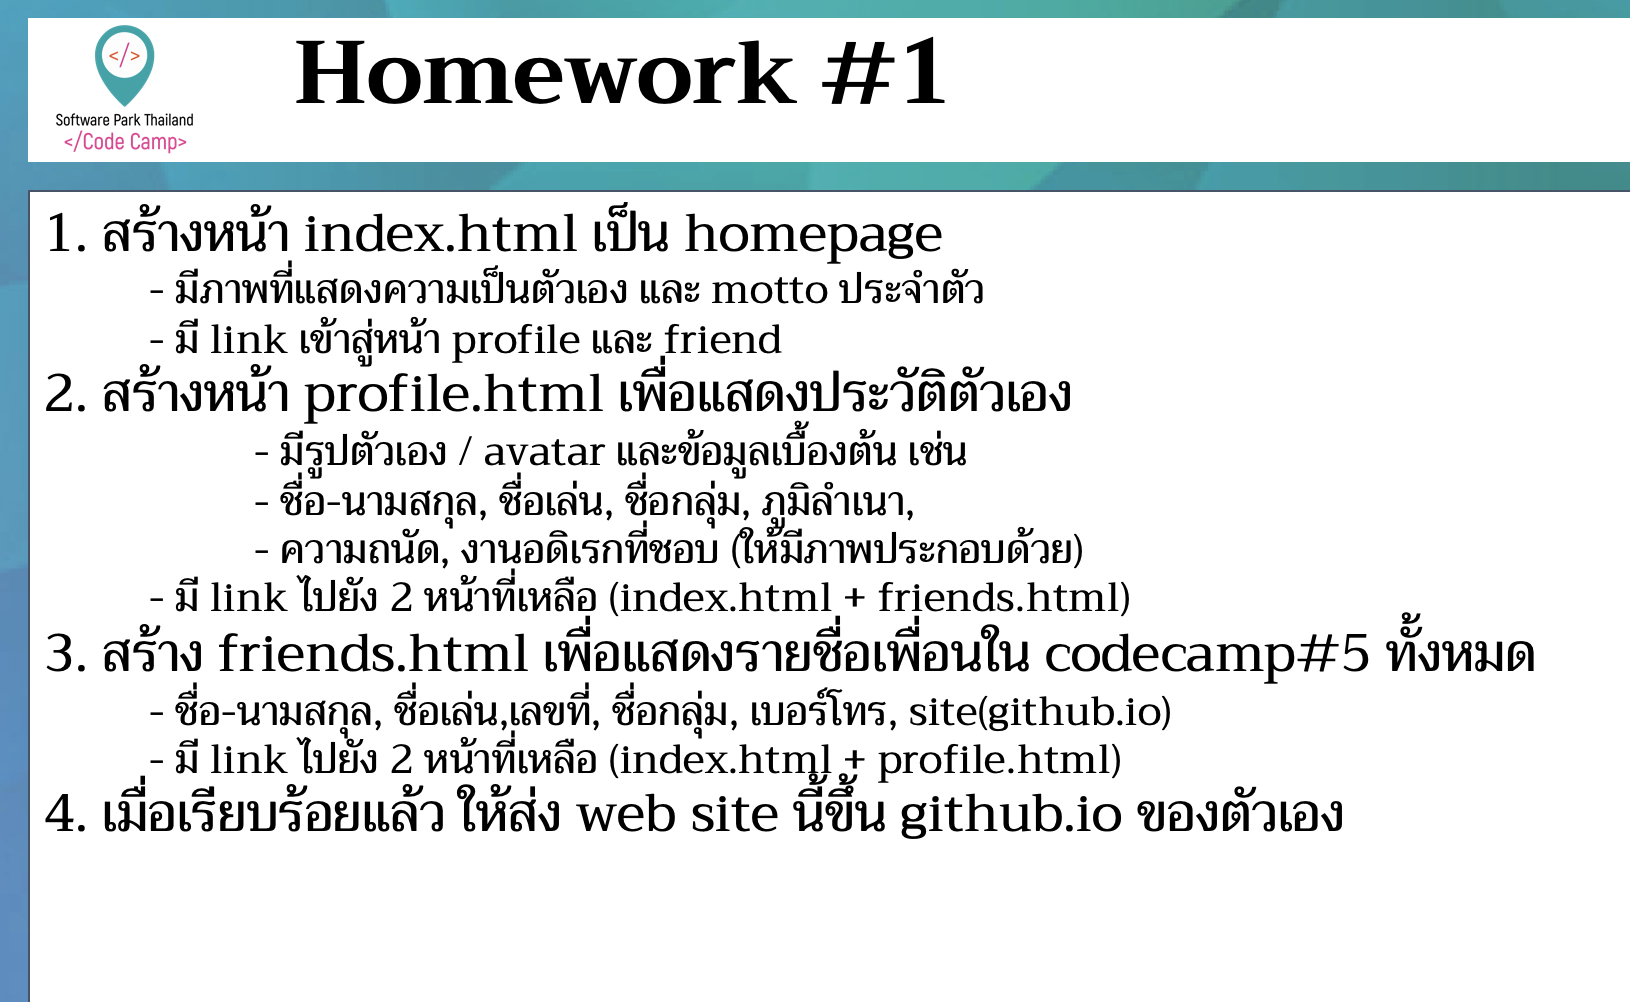 </>
Software Park Thailand
</Code Camp>
Homework #1
1. สร้างหน้า index.html เป็น homepage
- มีภาพที่แสดงความเป็นตัวเอง และ motto ประจำตัว
- มี link เข้าสู่หน้า profile และ friend
2. สร้างหน้า profile.html เพื่อแสดงประวัติตัวเอง
- มีรูปตัวเอง / avatar และข้อมูลเบื้องต้น เช่น
- ชื่อ-นามสกุล, ชื่อเล่น, ชื่อกลุ่ม, ภูมิลำเนา,
- ความถนัด, งานอดิเรกที่ชอบ (ให้มีภาพประกอบด้วย)
- มี link ไปยัง 2 หน้าที่เหลือ (index.html + friends.html)
3. สร้าง friends.html เพื่อแสดงรายชื่อเพื่อนใน codecamp#5 ทั้งหมด
- ชื่อ-นามสกุล, ชื่อเล่น,เลขที่, ชื่อกลุ่ม, เบอร์โทร, site(github.io)
- มี link ไปยัง 2 หน้าที่เหลือ (index.html + profile.html)
4. เมื่อเรียบร้อยแล้ว ให้ส่ง web site นี้ขึ้น github.io ของตัวเอง